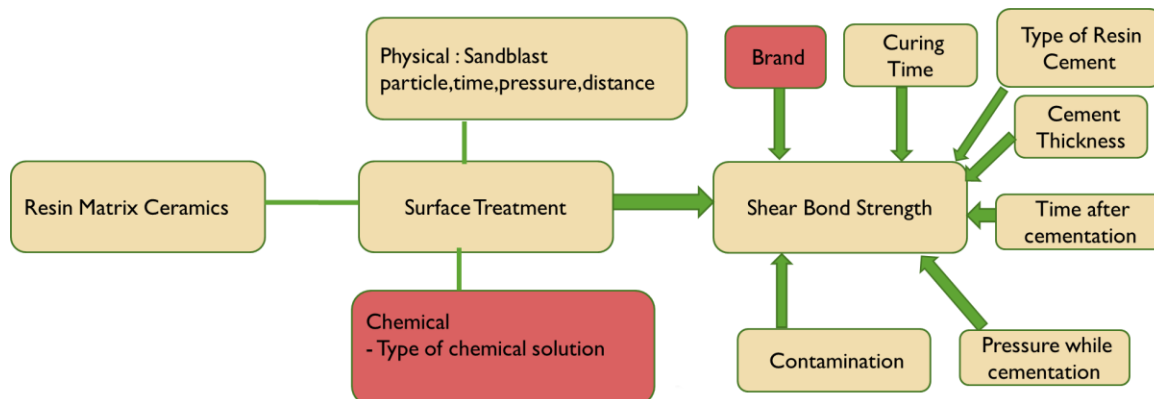 Physical : Sandblast
particle,time,pressure,distance
Brand
Curing
Time
Type of Resin
Cement
Cement
Thickness
Resin Matrix Ceramics
Surface Treatment
Shear Bond Strength
Time after
cementation
Chemical
- Type of chemical solution
Contamination
Pressure while
cementation